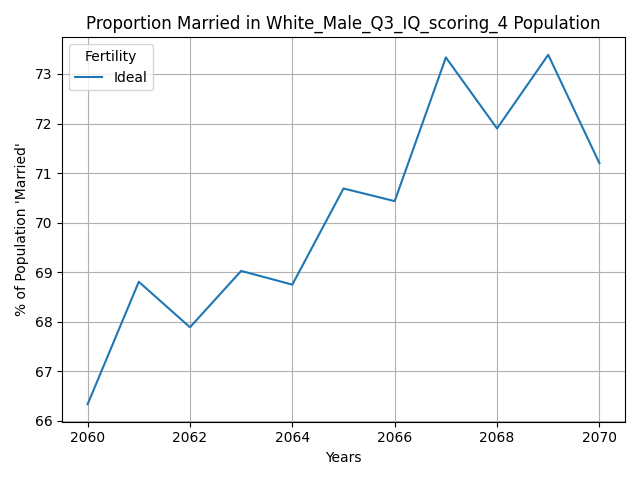 Proportion Married in White_Male_Q3_IQ_scoring_4 Population
Fertility
Ideal
% of Population 'Married'
73
72
71
70
69
68
67
66
2060
2062
2064
2066
2068
2070
Years